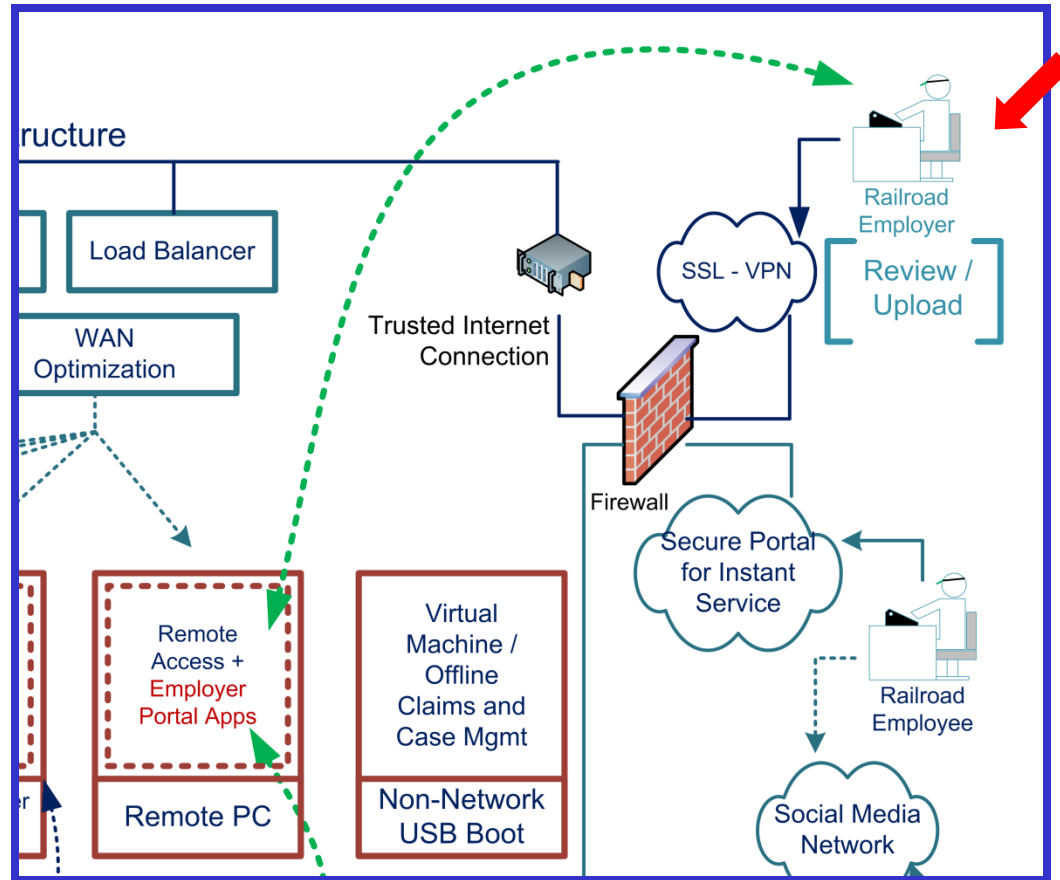 ructure
Railroad
Employer
Load Balancer
SSL - VPN
Review /
Upload
Trusted Internet
Connection
WAN
Optimization
Firewall
Secure Portal
for Instant
Service
Remote
Access +
Employer
Portal Apps
Virtual
Machine /
Offline
Claims and
Case Mgmt
Railroad
Employee
er
Remote PC
Non-Network
USB Boot
Social Media
Network